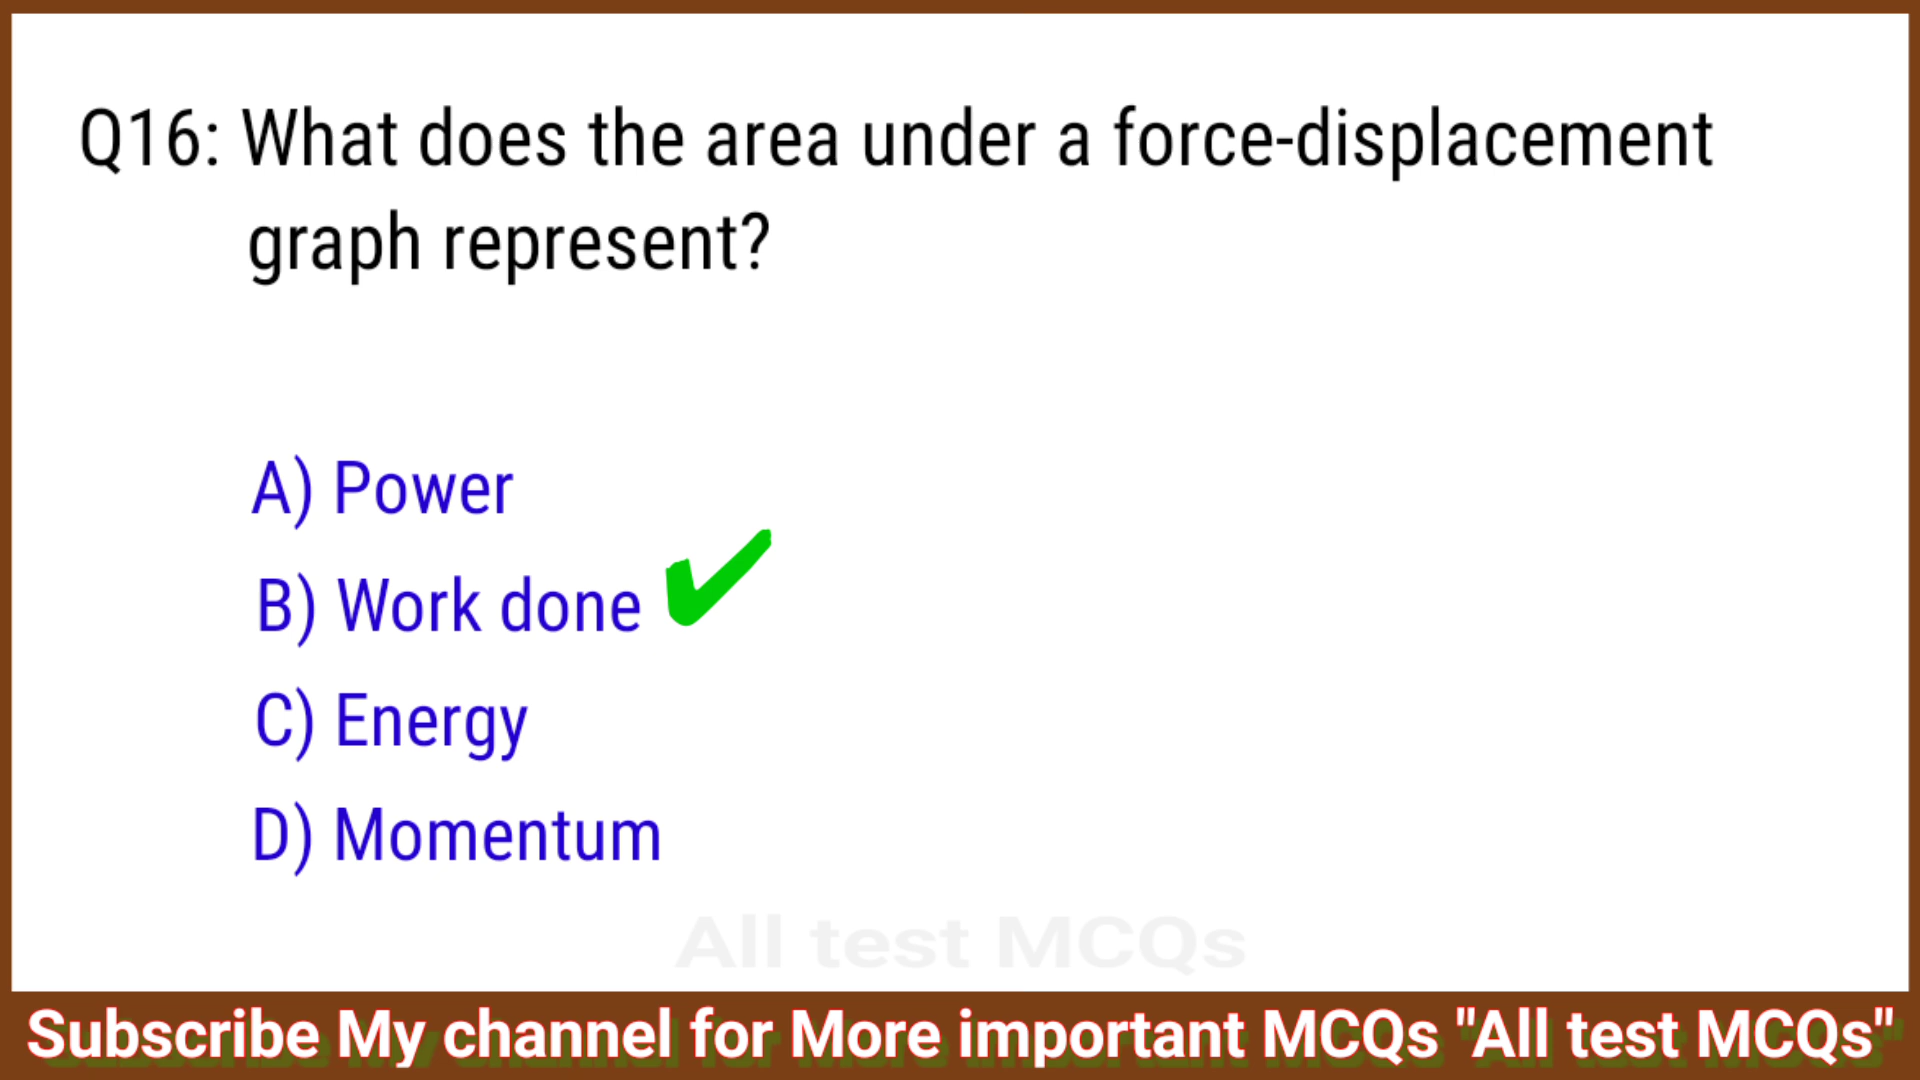 Q16: What does the area under a force-displacement
graph represent?
A) Power
B) Work done
C) Energy
D) Momentum
All test MCQs
Subscribe My channel for More important MCQs "All test MCQs"